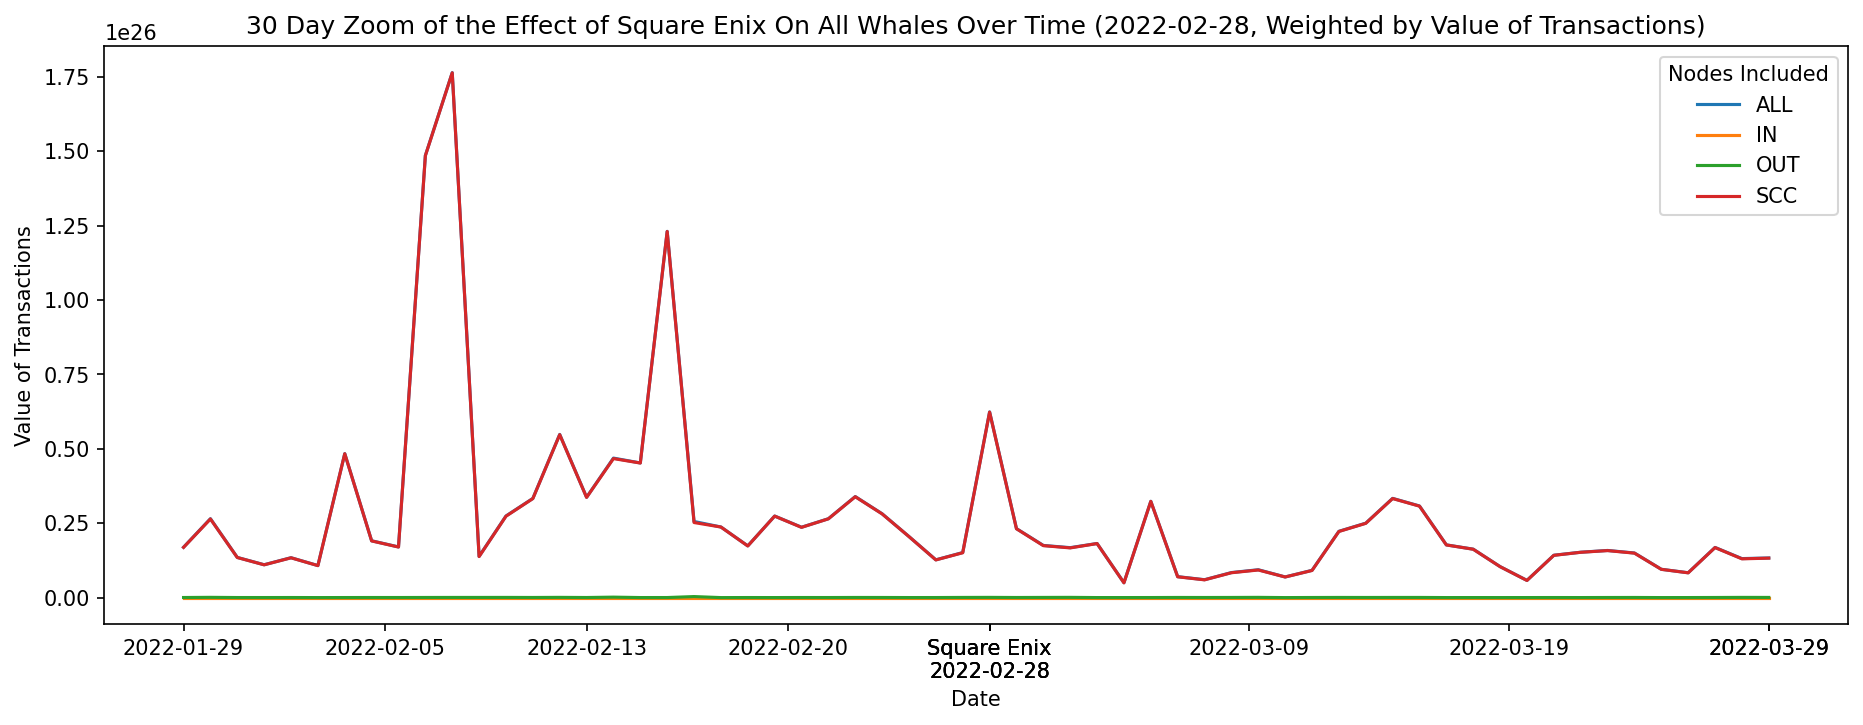 30 Day Zoom of the Effect of Square Enix On All Whales Over Time (2022-02-28, Weighted by Value of Transactions)
1e26
1.75
1.50
1.25
1.00
0.75
0.50
0.25
0.00
Value of Transactions
Nodes Included
ALL
IN
OUT
SCC
2022-01-29
2022-02-05
2022-02-13
2022-02-20
Square Enix
2022-02-28
2022-03-09
2022-03-19
2022-03-29
Date